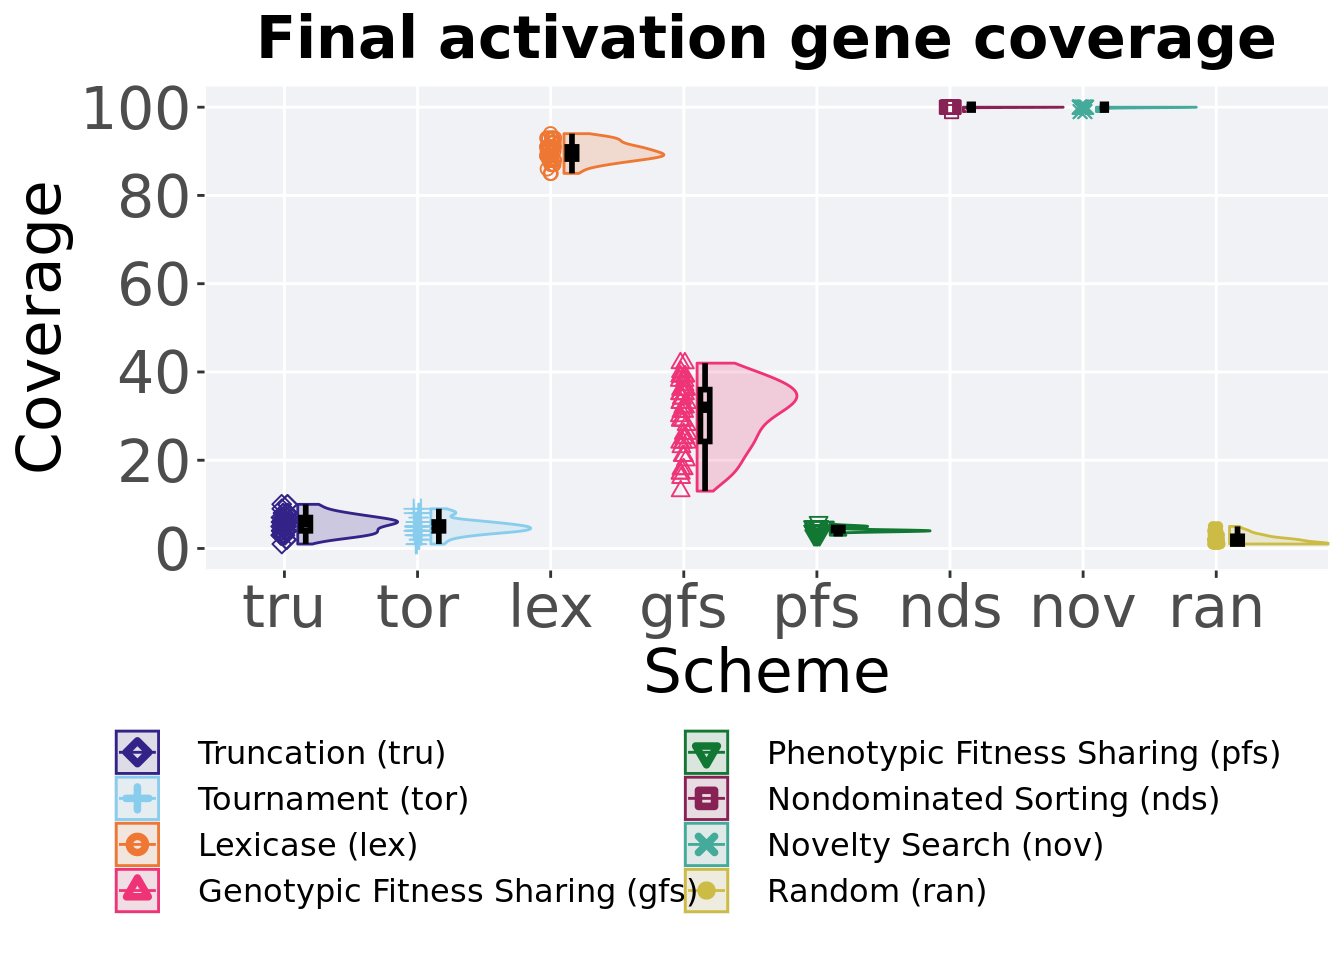 Final activation gene coverage
100
80
60
40
20
0
Coverage
tru tor lex gfs pfs nds nov ran
Scheme
Truncation (tru)
Tournament (tor)
Lexicase (lex)
Genotypic Fitness Sharing (gfs)
Phenotypic Fitness Sharing (pfs)
Nondominated Sorting (nds)
Novelty Search (nov)
Random (ran)